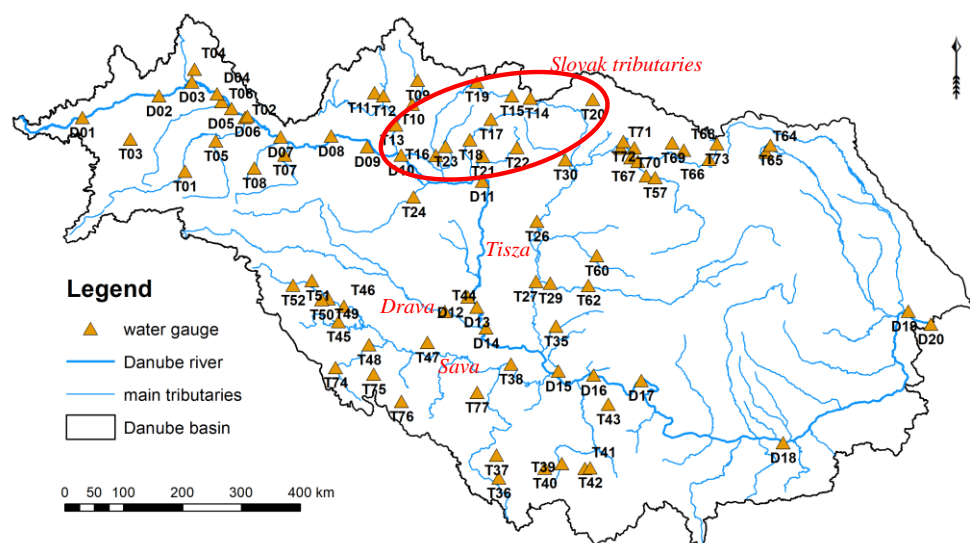 Slovak tributaries
T04
D04
D03
T06
T02
D02
D05
D06
D01
T03
T05
T01
T08
D07
T07
D08
D09
T11
T12
T09
T10
T13
D10
T16
T23
T19
T17
T18
T21
T15
T14
T22
T20
T30
D11
T24
T71
T72
T70
T67
T57
T69
T68
T66
T73
T64
T65
T26
Tisza
T60
T27
T29
T62
T35
Legend
water gauge
Danube river
main tributaries
Danube basin
0 50 100 200 300 400 km
T52
T51
T50
T46
T49
T45
T48
T74
T75
T76
T47
Drava
T44
D12
D13
D14
Sava
T38
T77
D15
D16
T43
D17
D18
D19
D20
T37
T36
T39
T40
T41
T42